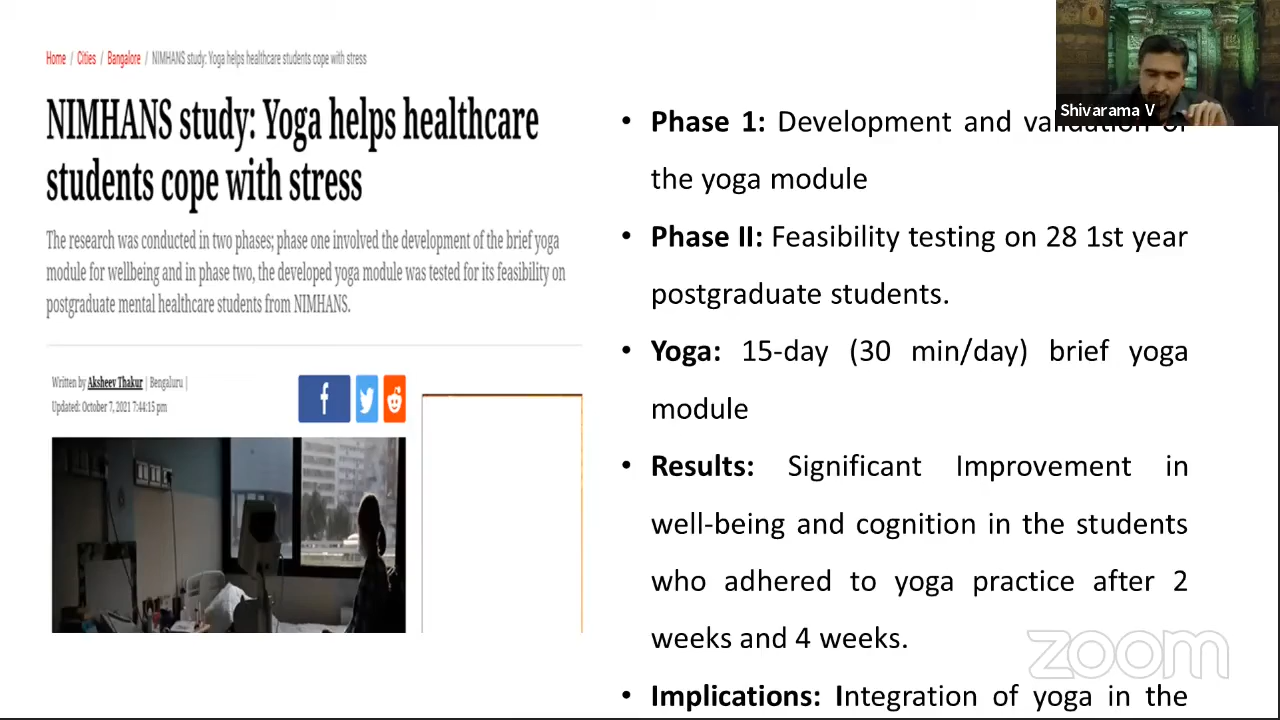 Home / Cities / Bangalore / NIMHANS study: Yoga helps healthcare students cope with stress
NIMHANS study: Yoga helps healthcare
students cope with stress
The research was conducted in two phases; phase one involved the development of the brief yoga
module for wellbeing and in phase two, the developed yoga module was tested for its feasibility on
postgraduate mental healthcare students from NIMHANS.
Written by Aksheev Thakur | Bengaluru |
Updated: October 7, 2021 7:44:15 pm
Shivarama V
• Phase 1: Development and validation of
the yoga module
• Phase II: Feasibility testing on 28 1st year
postgraduate students.
• Yoga: 15-day (30 min/day) brief yoga
module
• Results: Significant Improvement in
well-being and cognition in the students
who adhered to yoga practice after 2
weeks and 4 weeks.
• Implications: Integration of yoga in the
zoom